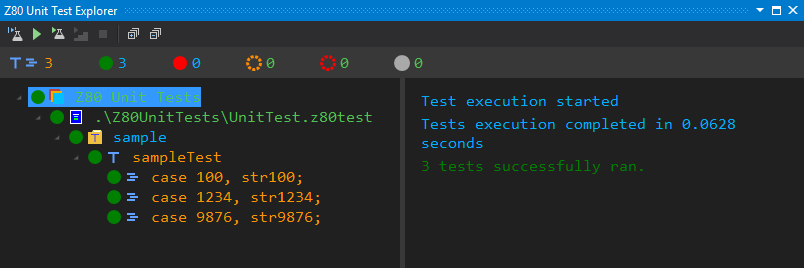 Z80 Unit Test Explorer
3 3 0 0 0 0
Z80 Unit Tests
.\Z80UnitTests\UnitTest.z80test
sample
sampleTest
case 100, str100;
case 1234, str1234;
case 9876, str9876;
Test execution started
Tests execution completed in 0.0628
seconds
3 tests successfully ran.